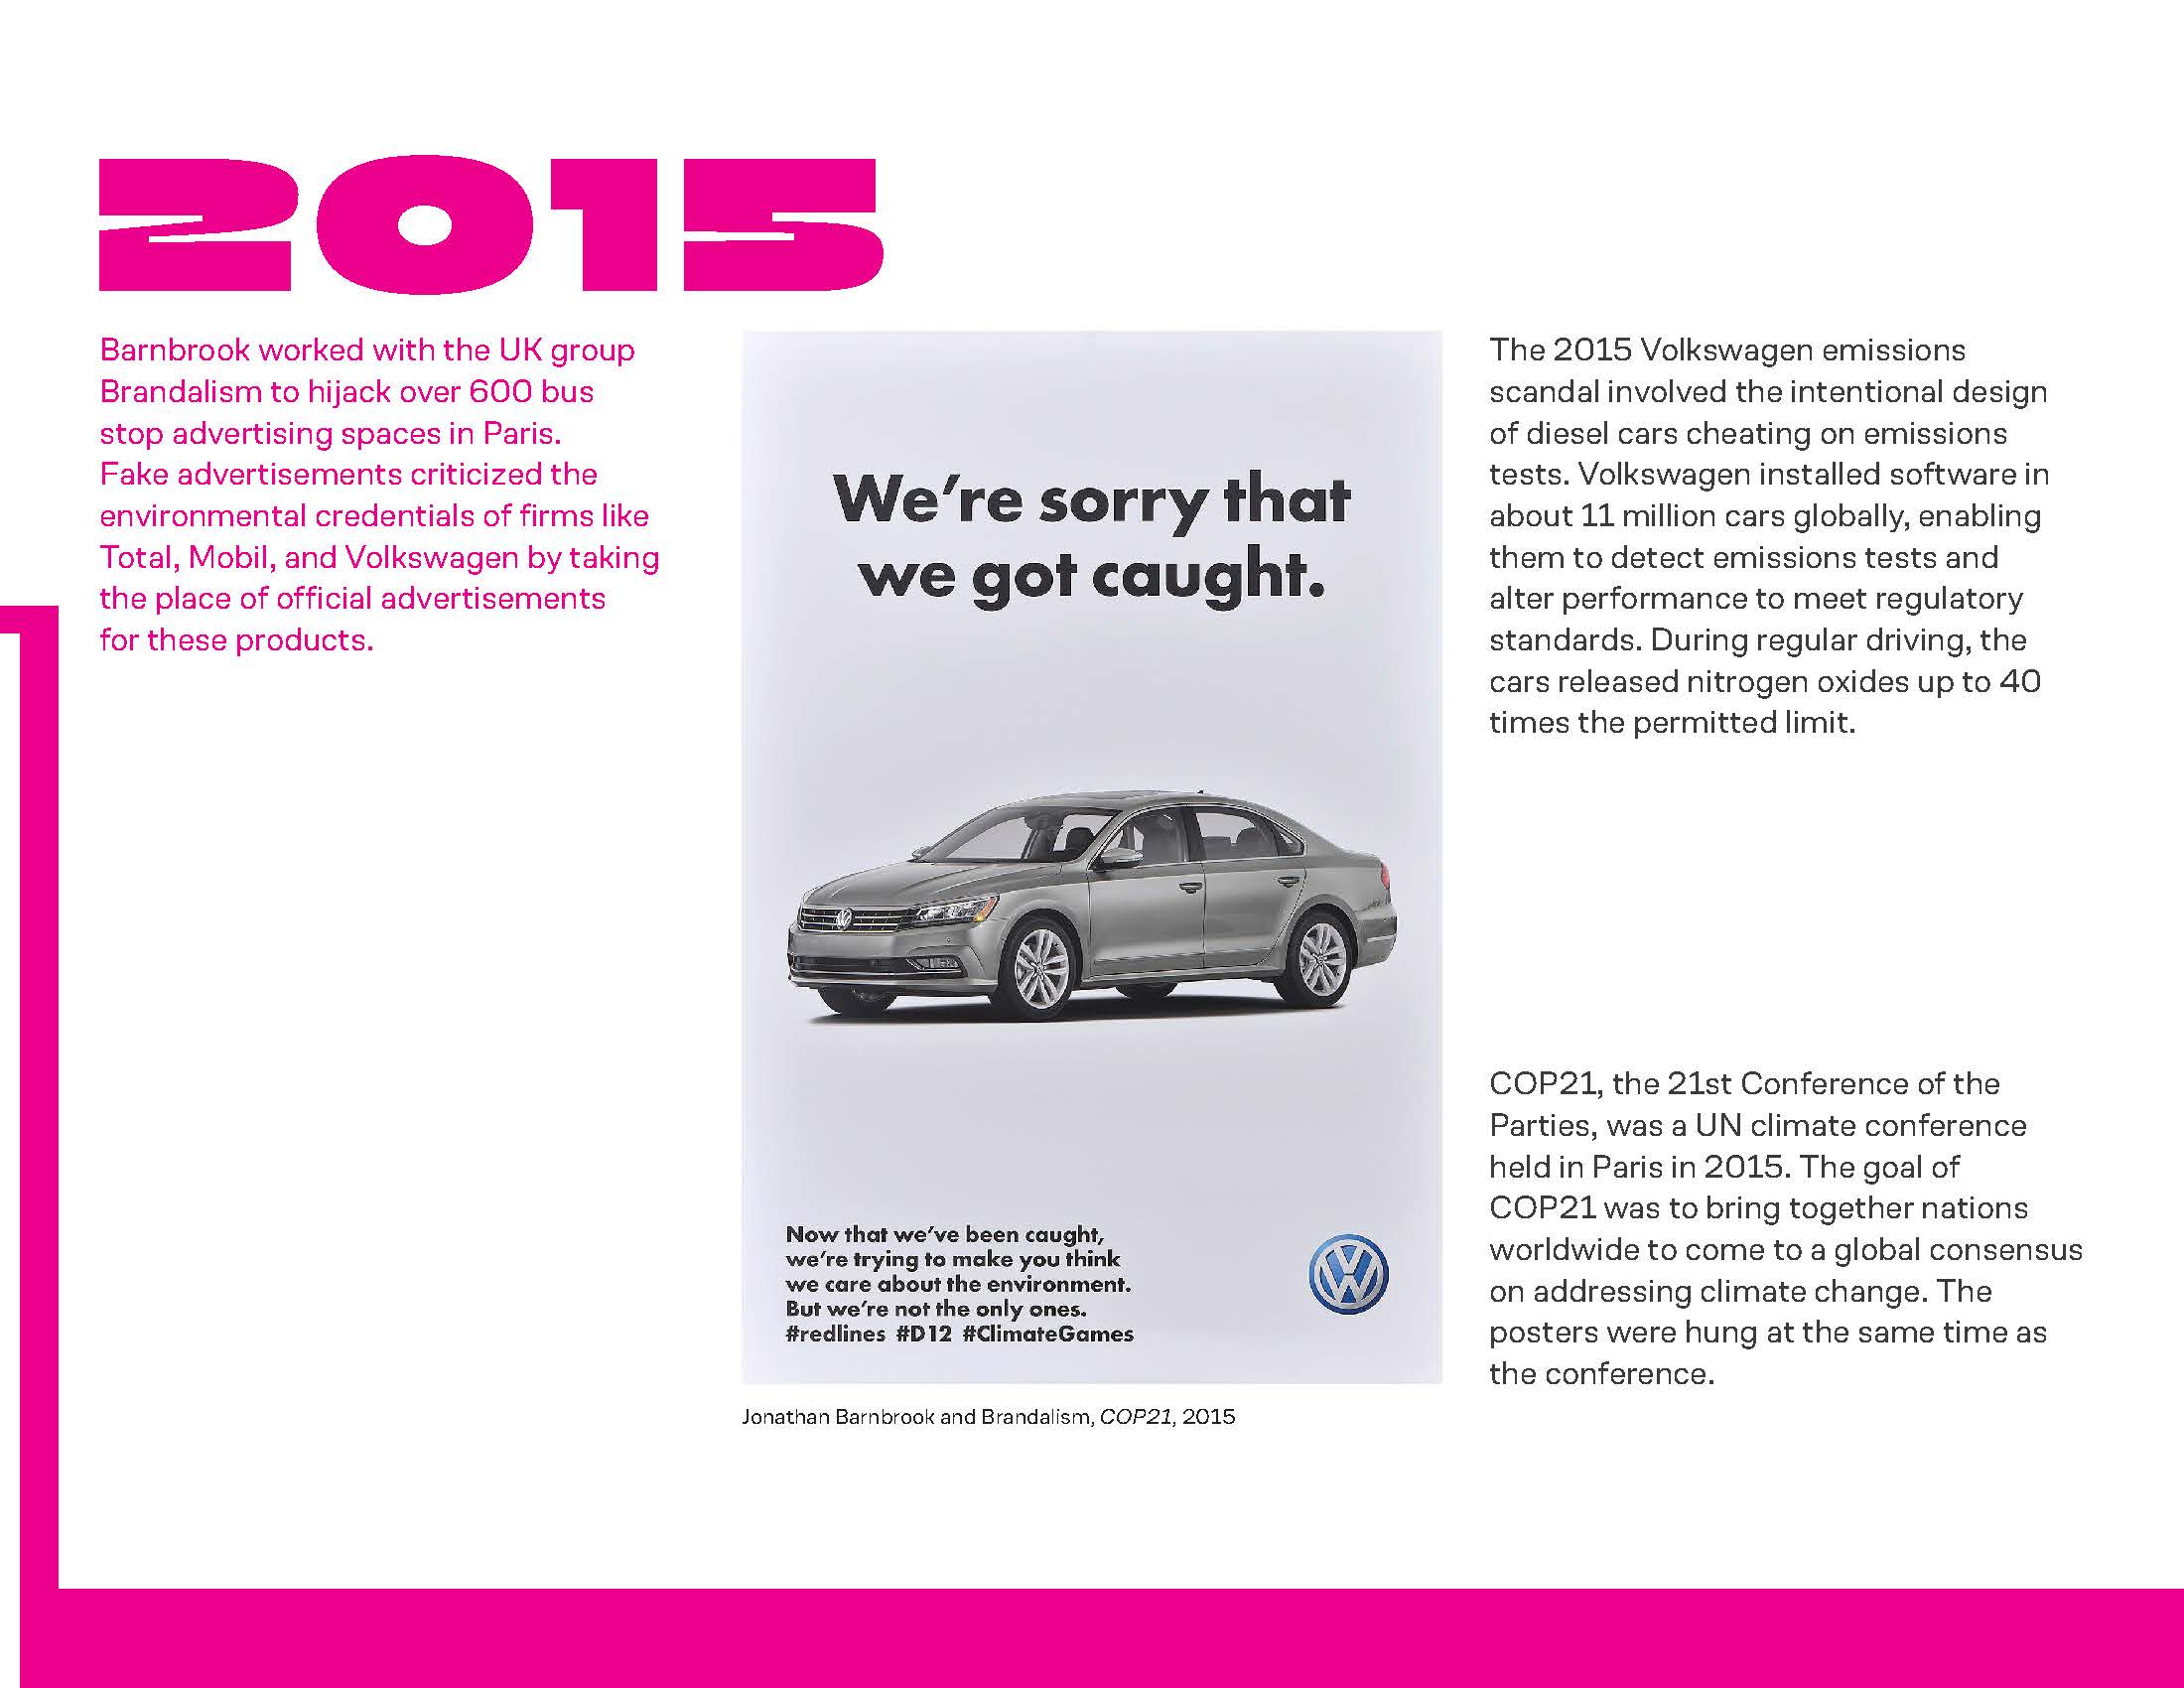 2015
Barnbrook worked with the UK group
Brandalism to hijack over 600 bus
stop advertising spaces in Paris.
Fake advertisements criticized the
environmental credentials of firms like
Total, Mobil, and Volkswagen by taking
the place of official advertisements
for these products.
We're sorry that
we got caught.
Now that we've been caught,
we're trying to make you think
we care about the environment.
But we're not the only ones.
#redlines #D12 #ClimateGames
Jonathan Barnbrook and Brandalism, COP21, 2015
The 2015 Volkswagen emissions
scandal involved the intentional design
of diesel cars cheating on emissions
tests. Volkswagen installed software in
about 11 million cars globally, enabling
them to detect emissions tests and
alter performance to meet regulatory
standards. During regular driving, the
cars released nitrogen oxides up to 40
times the permitted limit.
COP21, the 21st Conference of the
Parties, was a UN climate conference
held in Paris in 2015. The goal of
COP21 was to bring together nations
worldwide to come to a global consensus
on addressing climate change. The
posters were hung at the same time as
the conference.